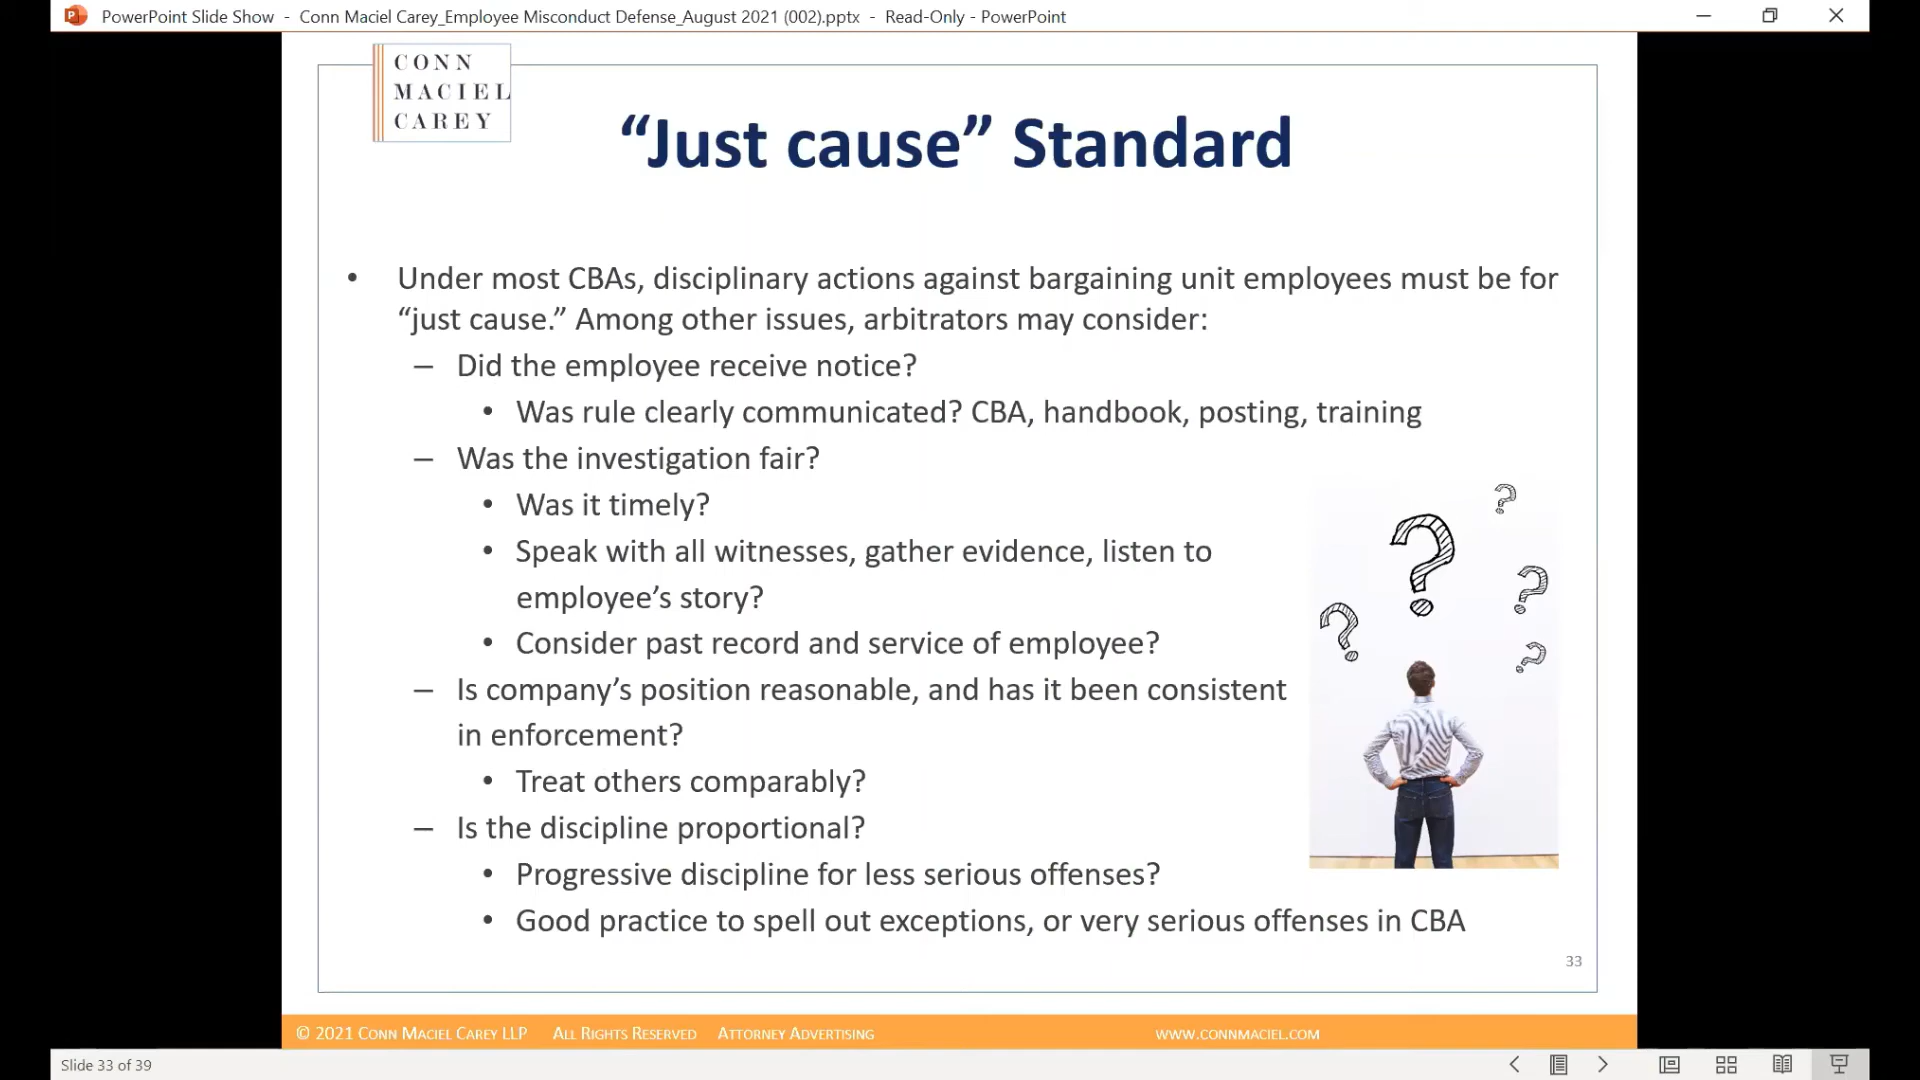 PowerPoint Slide Show - Conn Maciel Carey_Employee Misconduct Defense_August 2021 (002).pptx - Read-Only - PowerPoint
CONN
MACIEL
CAREY
“Just cause” Standard
• Under most CBAs, disciplinary actions against bargaining unit employees must be for
“just cause.” Among other issues, arbitrators may consider:
– Did the employee receive notice?
• Was rule clearly communicated? CBA, handbook, posting, training
– Was the investigation fair?
• Was it timely?
• Speak with all witnesses, gather evidence, listen to
employee’s story?
• Consider past record and service of employee?
– Is company’s position reasonable, and has it been consistent
in enforcement?
• Treat others comparably?
– Is the discipline proportional?
• Progressive discipline for less serious offenses?
• Good practice to spell out exceptions, or very serious offenses in CBA
?
?
?
?
?
33
© 2021 CONN MACIEL CAREY LLP ALL RIGHTS RESERVED ATTORNEY ADVERTISING WWW.CONNMACIEL.COM
Slide 33 of 39